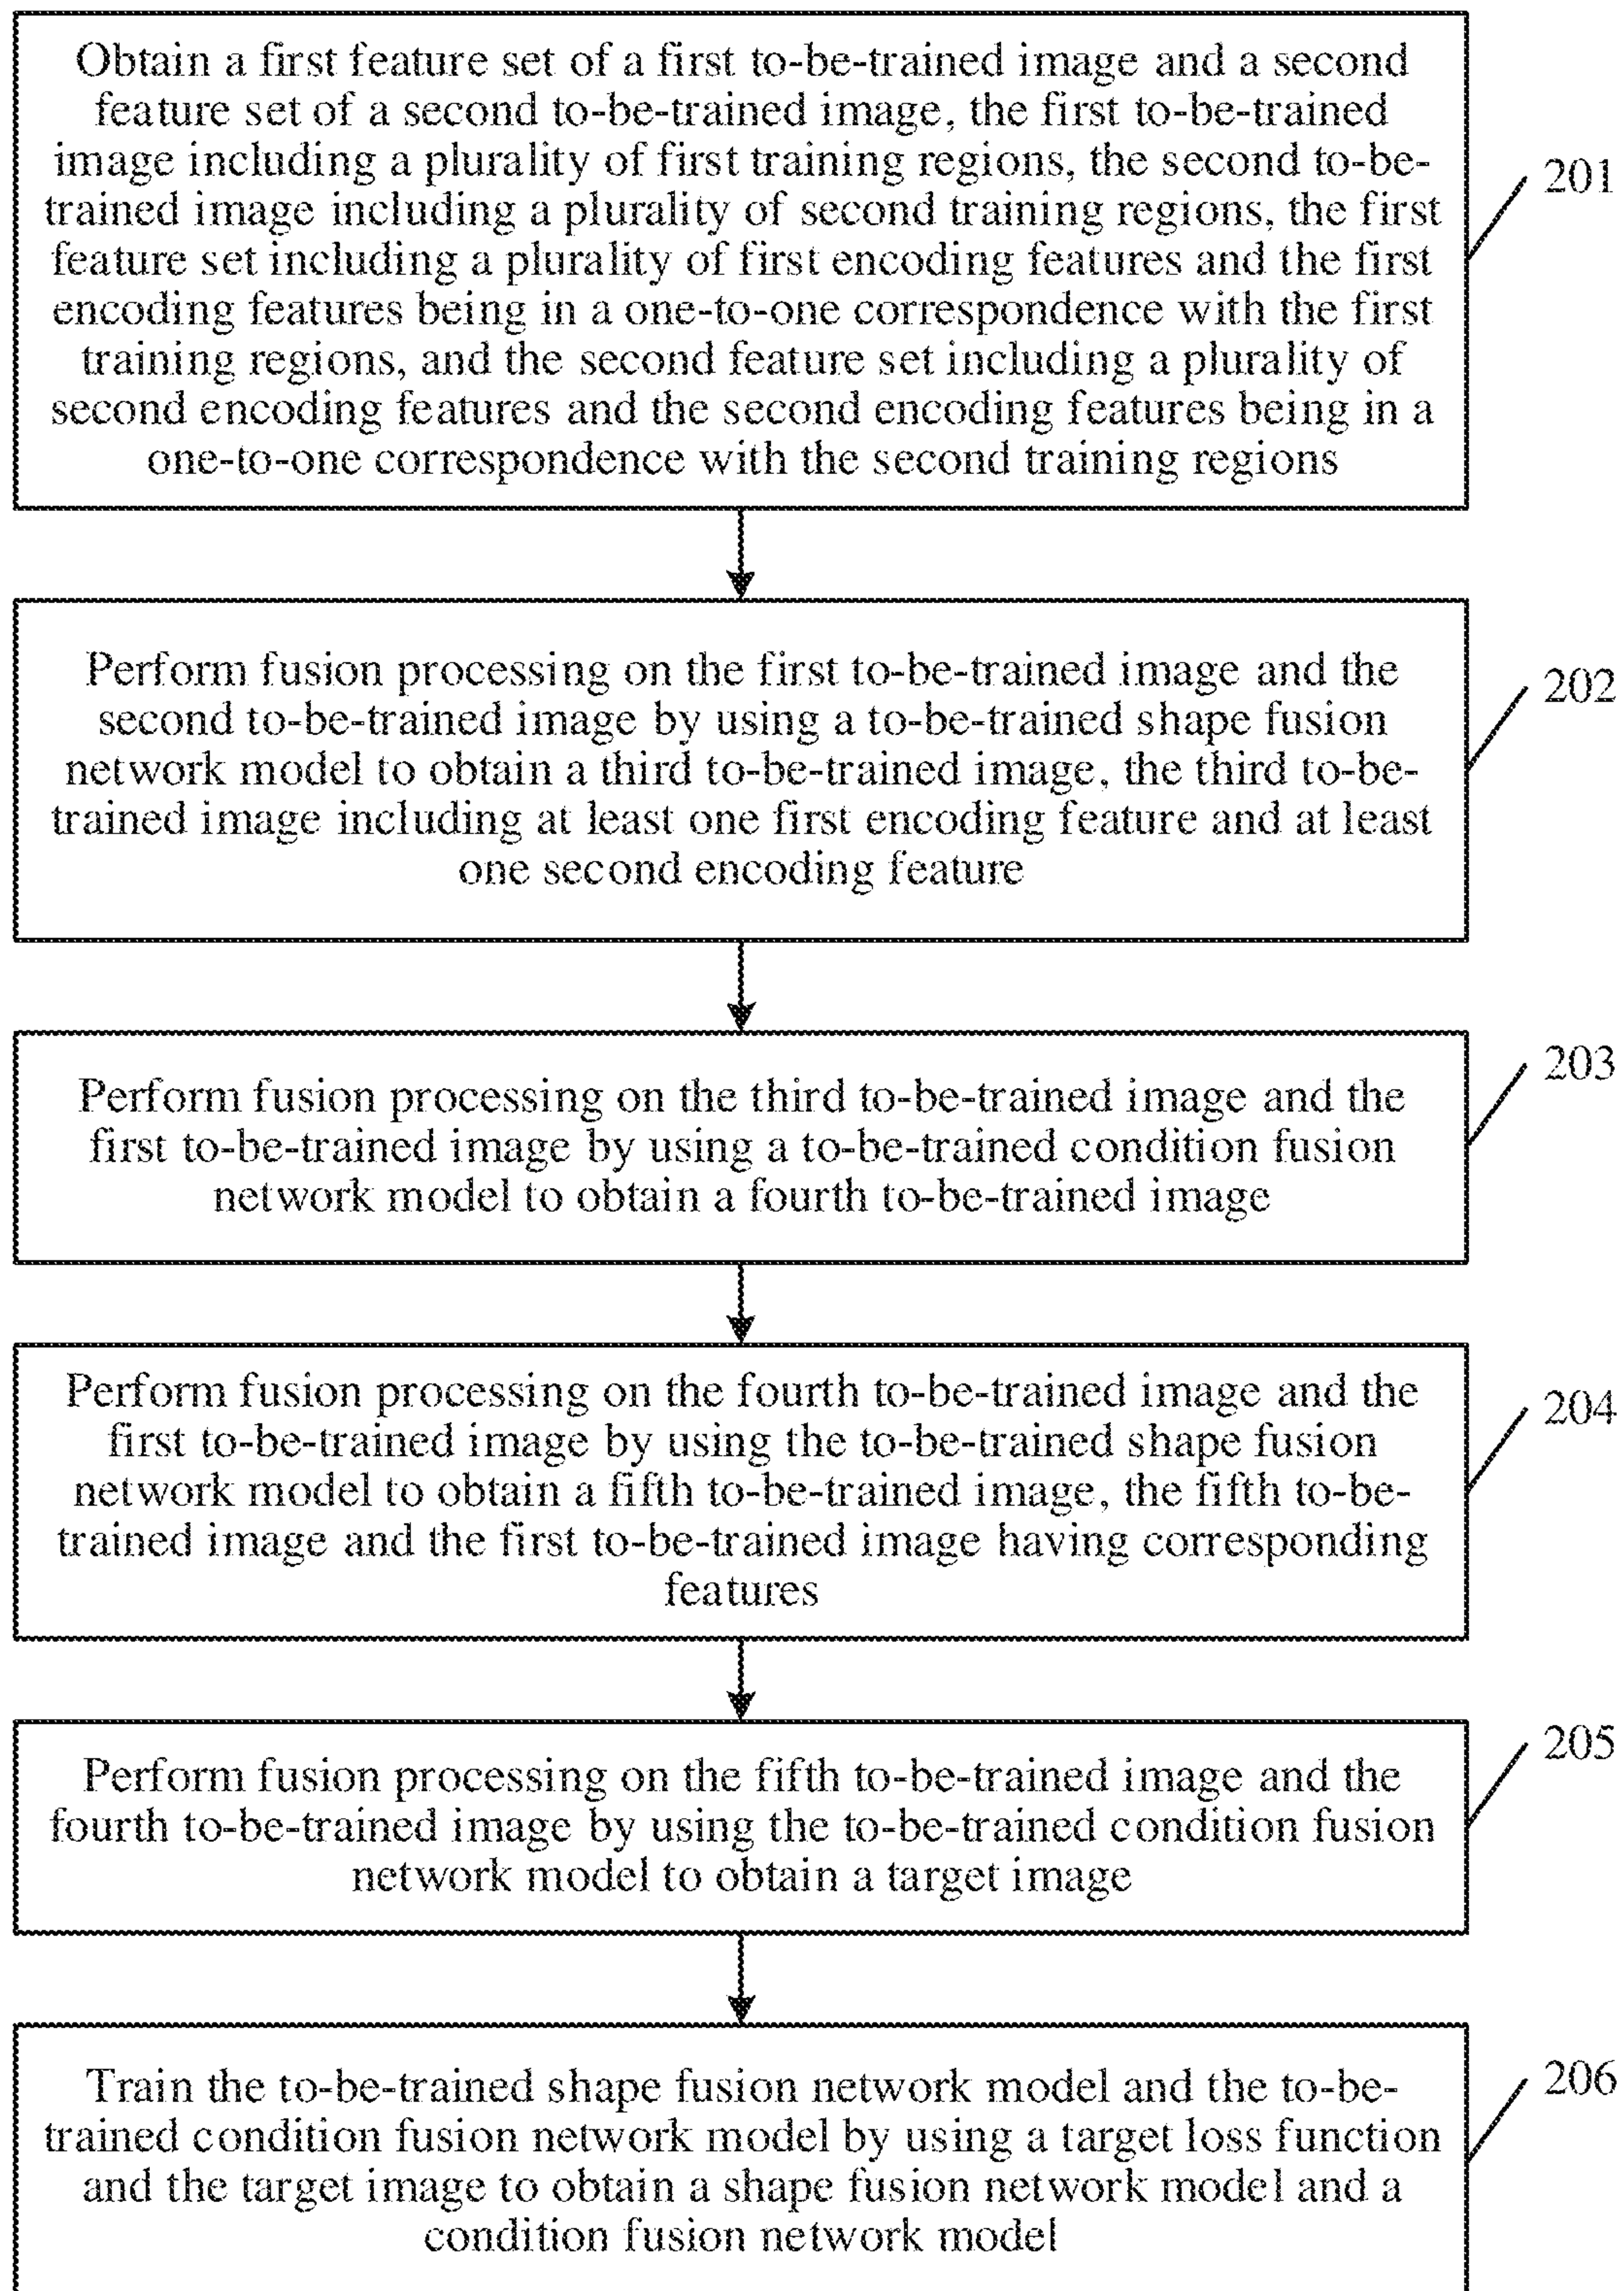 Obtain a first feature set of a first to-be-trained image and a second
feature set of a second to-be-trained image, the first to-be-trained
image including a plurality of first training regions, the second to-be-
trained image including a plurality of second training regions, the first
feature set including a plurality of first encoding features and the first
encoding features being in a one-to-one correspondence with the first
training regions, and the second feature set including a plurality of
second encoding features and the second encoding features being in a
one-to-one correspondence with the second training regions
201
Perform fusion processing on the first to-be-trained image and the
second to-be-trained image by using a to-be-trained shape fusion
network model to obtain a third to-be-trained image, the third to-be-
trained image including at least one first encoding feature and at least
one second encoding feature
202
Perform fusion processing on the third to-be-trained image and the
first to-be-trained image by using a to-be-trained condition fusion
network model to obtain a fourth to-be-trained image
203
Perform fusion processing on the fourth to-be-trained image and the
first to-be-trained image by using the to-be-trained shape fusion
network model to obtain a fifth to-be-trained image, the fifth to-be-
trained image and the first to-be-trained image having corresponding
features
204
Perform fusion processing on the fifth to-be-trained image and the
fourth to-be-trained image by using the to-be-trained condition fusion
network model to obtain a target image
205
Train the to-be-trained shape fusion network model and the to-be-
trained condition fusion network model by using a target loss function
and the target image to obtain a shape fusion network model and a
condition fusion network model
206